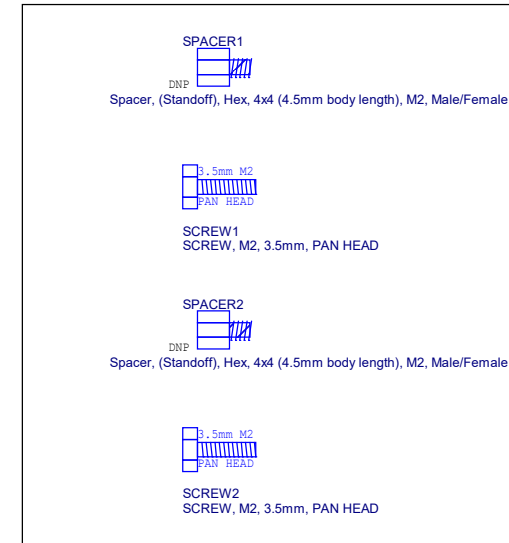 SPACER1
DNP
Spacer, (Standoff), Hex, 4x4 (4.5mm body length), M2, Male/Female
3.5mm M2
PAN HEAD
SCREW1
SCREW, M2, 3.5mm, PAN HEAD
SPACER2
DNP
Spacer, (Standoff), Hex, 4x4 (4.5mm body length), M2, Male/Female
3.5mm M2
PAN HEAD
SCREW2
SCREW, M2, 3.5mm, PAN HEAD